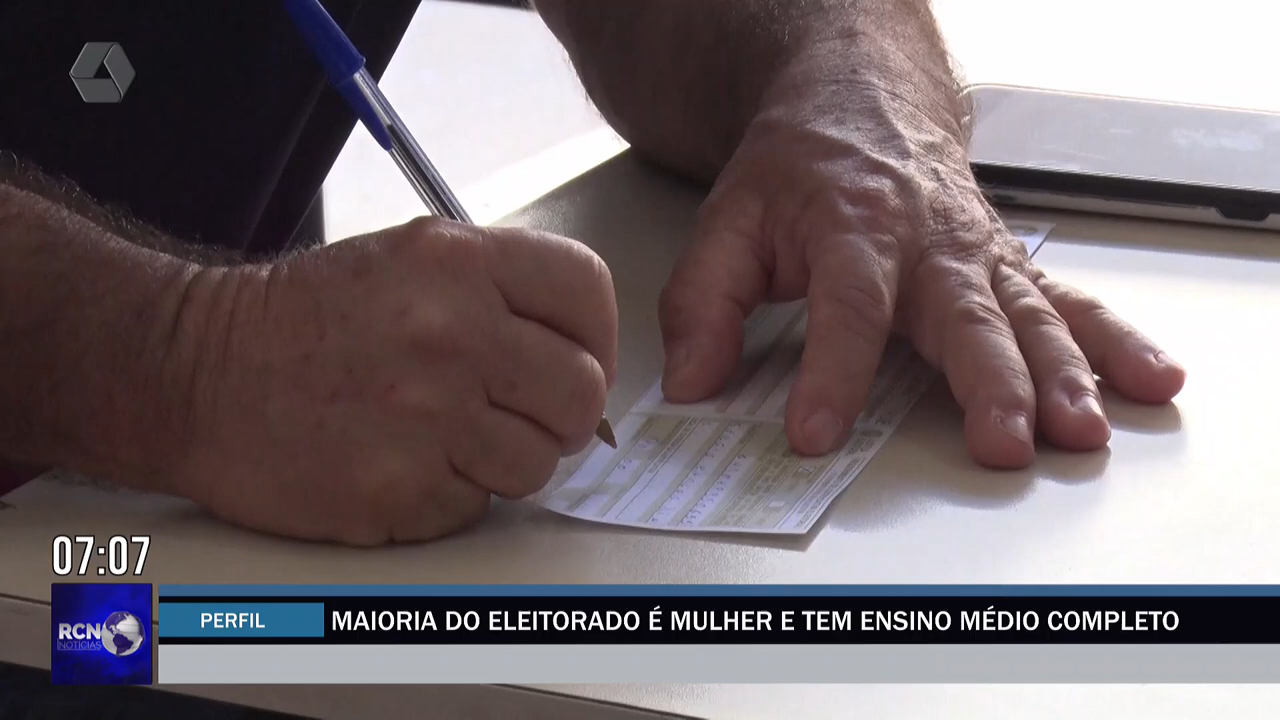 07:07
RCN
NOTÍCIAS
PERFIL
MAIORIA DO ELEITORADO É MULHER E TEM ENSINO MÉDIO COMPLETO